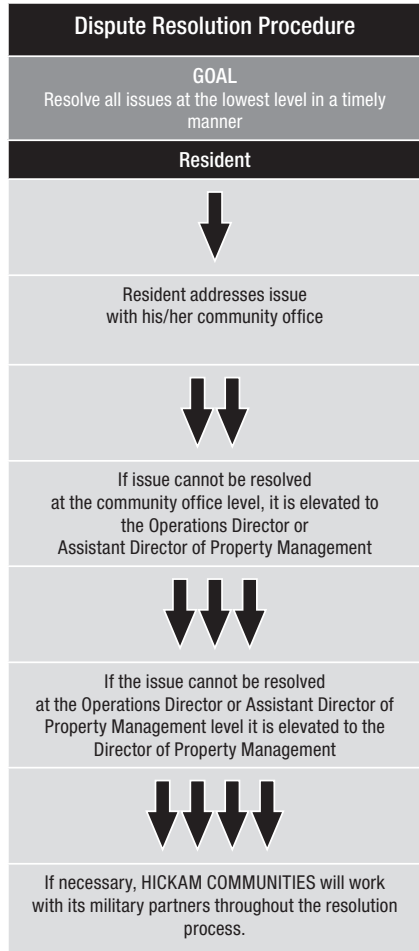 Dispute Resolution Procedure
GOAL
Resolve all issues at the lowest level in a timely
manner
Resident
Resident addresses issue
with his/her community office
If issue cannot be resolved
at the community office level, it is elevated to
the Operations Director or
Assistant Director of Property Management
If the issue cannot be resolved
at the Operations Director or Assistant Director of
Property Management level it is elevated to the
Director of Property Management
If necessary, HICKAM COMMUNITIES will work
with its military partners throughout the resolution
process.